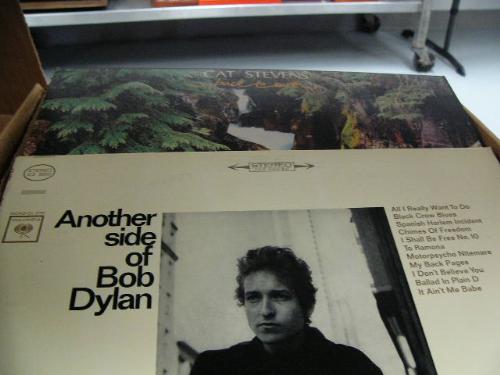 CAT STEVENS
STEREO
Another
side
of
Bob
Dylan
All I Really Want To Do
Black Crow Blues
Spanish Harlem Incident
Chimes Of Freedom
I Shall Be Free No. 10
To Ramona
Motorpsycho Nitemare
My Back Pages
I Don't Believe You
Ballad In Plain D
It Ain't Me Babe